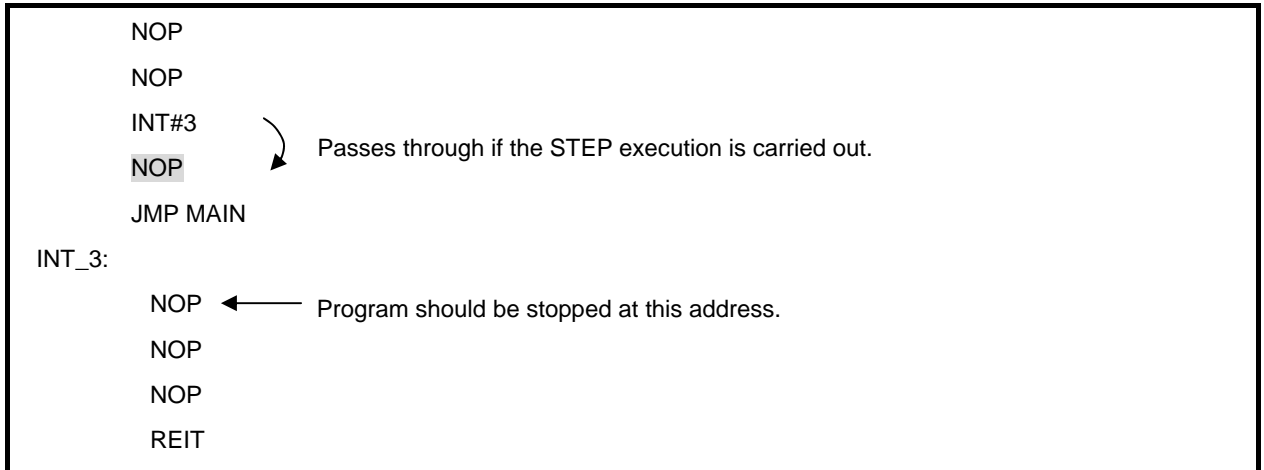 NOP
NOP
INT#3
Passes through if the STEP execution is carried out.
NOP
JMP MAIN
INT_3:
NOP
Program should be stopped at this address.
NOP
NOP
REIT